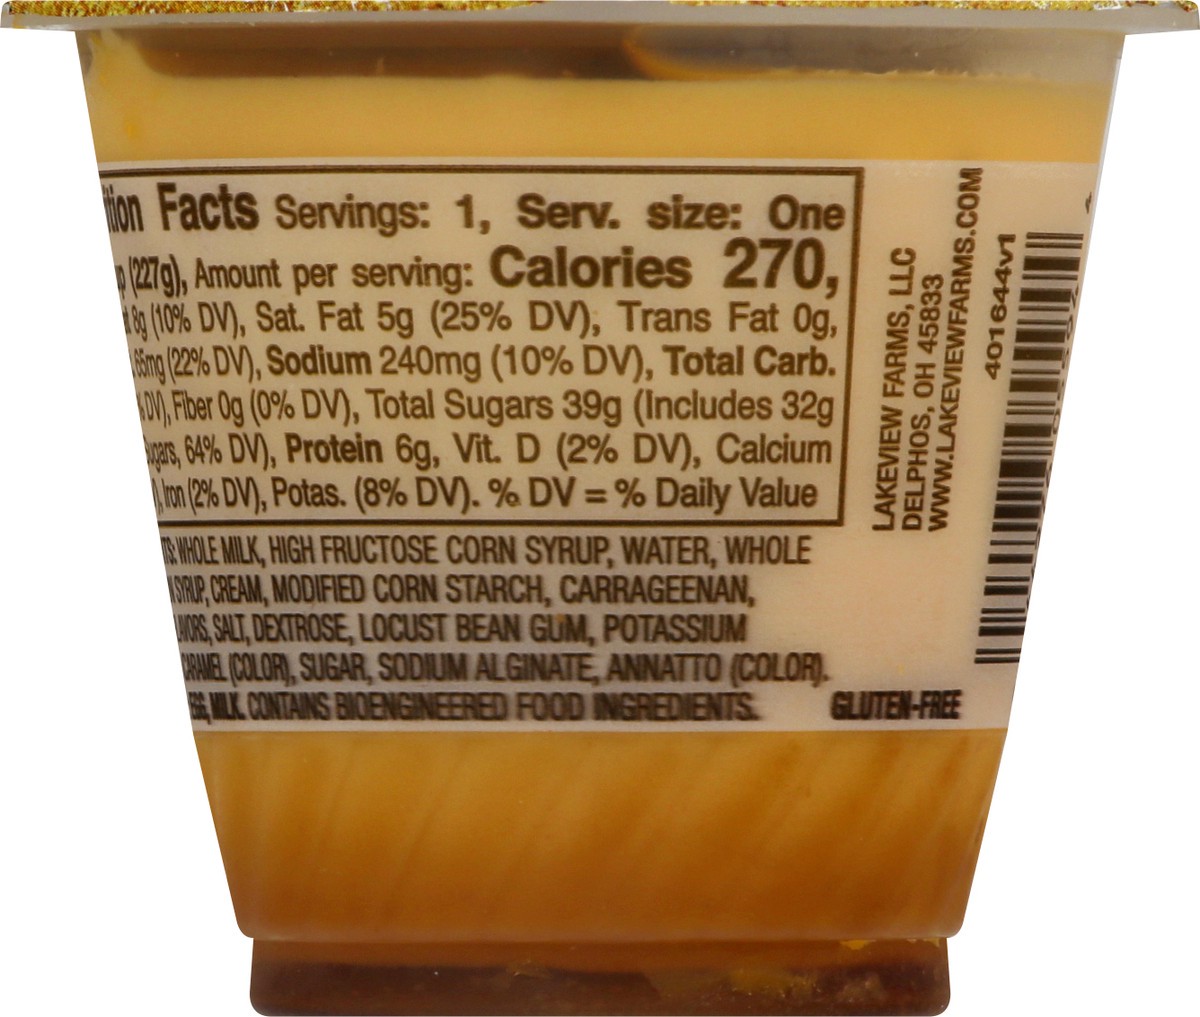 Facts Servings: 1, Serv. size: One
(227g), Amount per serving: Calories 270,
8g (10% DV), Sat. Fat 5g (25% DV), Trans Fat 0g,
65mg (22% DV), Sodium 240mg (10% DV), Total Carb.
DV), Fiber 0g (0% DV), Total Sugars 39g (Includes 32g
64% DV), Protein 6g, Vit. D (2% DV), Calcium
Iron (2% DV), Potas. (8% DV). % DV = % Daily Value
WHOLE MILK, HIGH FRUCTOSE CORN SYRUP, WATER, WHOLE
SYRUP, CREAM, MODIFIED CORN STARCH, CARRAGEENAN,
SALT, DEXTROSE, LOCUST BEAN GUM, POTASSIUM
CARAMEL (COLOR), SUGAR, SODIUM ALGINATE, ANNATTO (COLOR).
MILK. CONTAINS BIOENGINEERED FOOD INGREDIENTS.
GLUTEN-FREE
LAKEVIEW FARMS, LLC
DELPHOS, OH 45833
WWW.LAKEVIEWFARMS.COM
401644v1